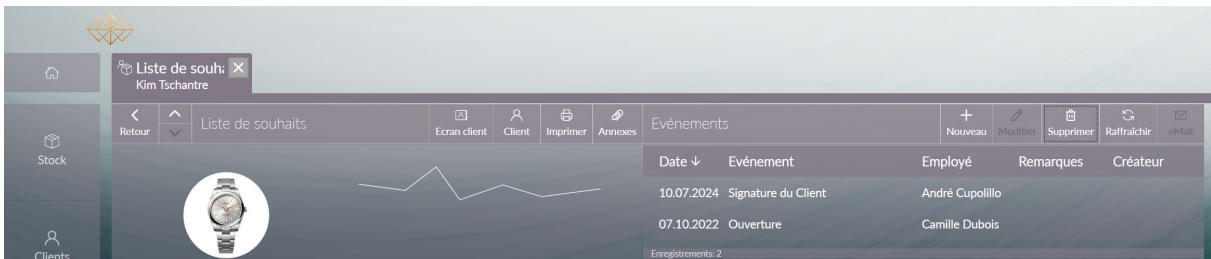 Liste de souh:
Kim Tschantre
Retour
Liste de souhaits
Ecran client
Client
Imprimer
Annexes
Evénements
Nouveau
Modifier
Supprimer
Raffraîchir
eMail
Stock
Clients
Date Evénement Employé Remarques Créateur
10.07.2024 Signature du Client André Cupolillo
07.10.2022 Ouverture Camille Dubois
Enregistrements: 2